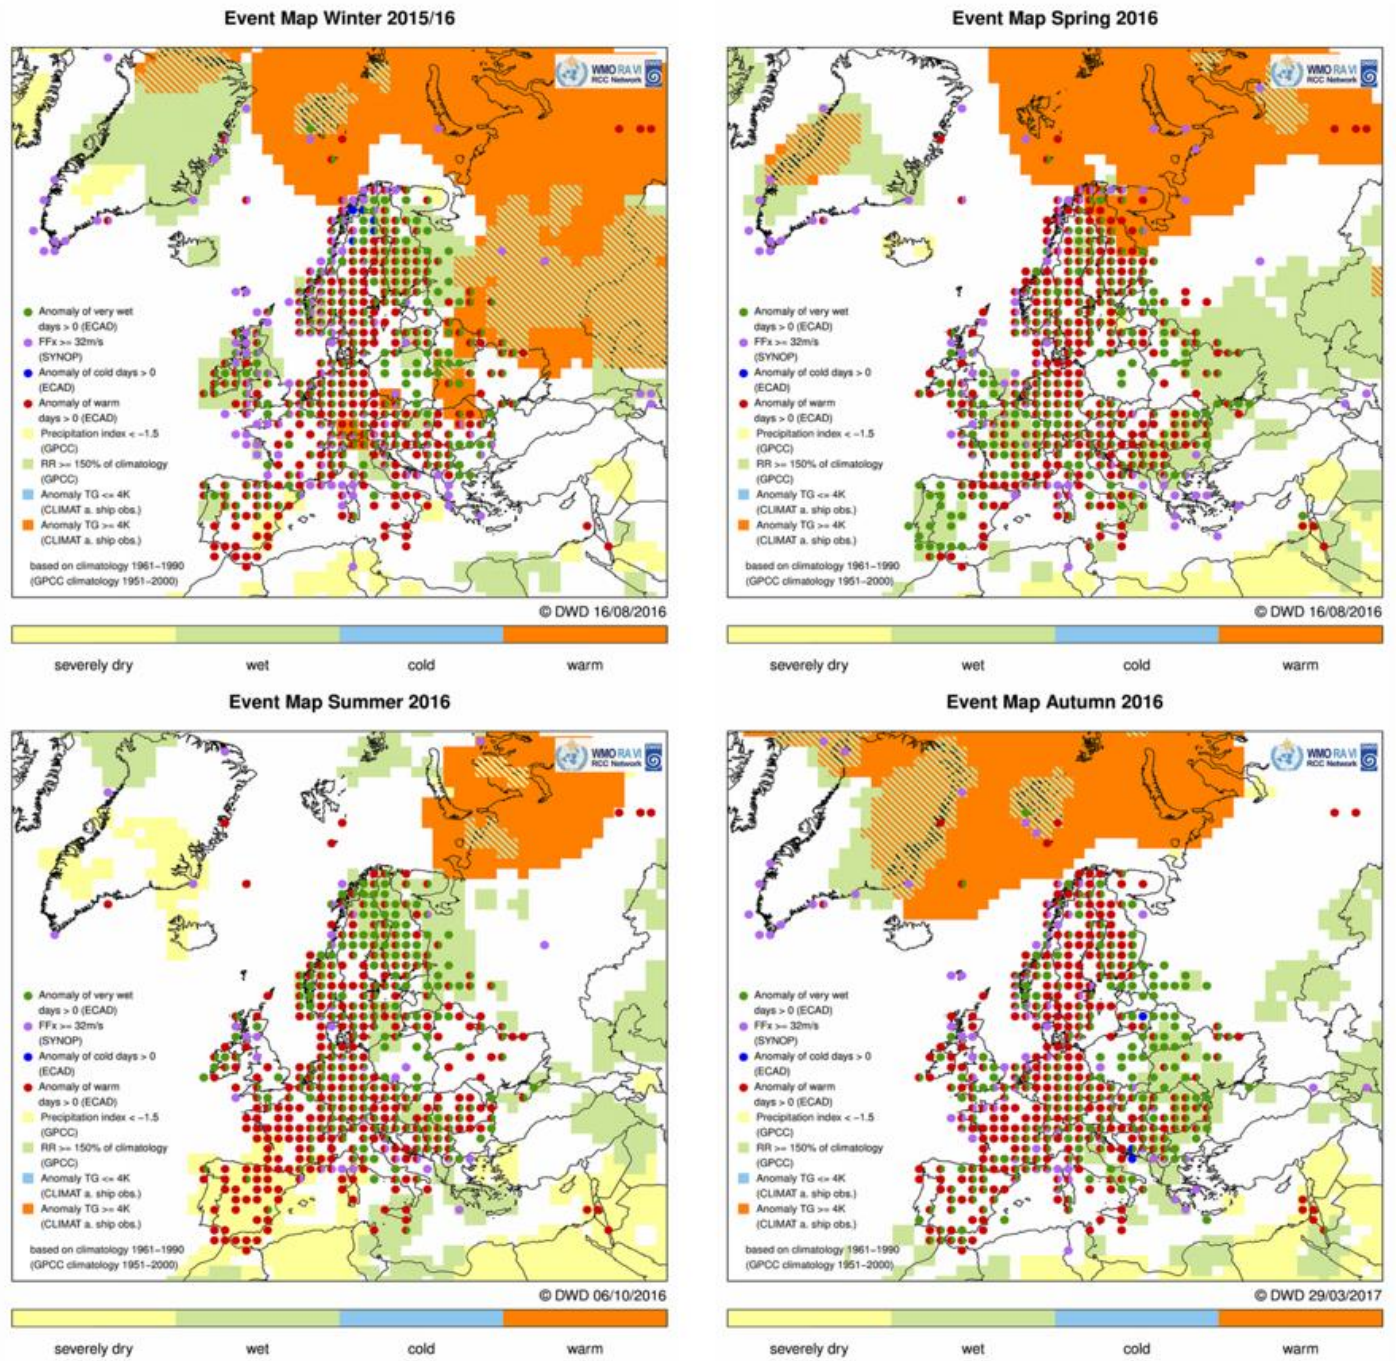 Event Map Winter 2015/16
WMO RA VI
RCC Network
Anomaly of very wet
days > 0 (ECAD)
FFx >= 32m/s
(SYNOP)
Anomaly of cold days > 0
(ECAD)
Anomaly of warm
days > 0 (ECAD)
Precipitation index < −1.5
(GPCC)
RR >= 150% of climatology
(GPCC)
Anomaly TG <= 4K
(CLIMAT a. ship obs.)
Anomaly TG >= 4K
(CLIMAT a. ship obs.)
based on climatology 1961−1990
(GPCC climatology 1951−2000)
© DWD 16/08/2016
severely dry wet cold warm
Event Map Spring 2016
WMO RA VI
RCC Network
Anomaly of very wet
days > 0 (ECAD)
FFx >= 32m/s
(SYNOP)
Anomaly of cold days > 0
(ECAD)
Anomaly of warm
days > 0 (ECAD)
Precipitation index < −1.5
(GPCC)
RR >= 150% of climatology
(GPCC)
Anomaly TG <= 4K
(CLIMAT a. ship obs.)
Anomaly TG >= 4K
(CLIMAT a. ship obs.)
based on climatology 1961−1990
(GPCC climatology 1951−2000)
© DWD 16/08/2016
severely dry wet cold warm
Event Map Summer 2016
WMO RA VI
RCC Network
Anomaly of very wet
days > 0 (ECAD)
FFx >= 32m/s
(SYNOP)
Anomaly of cold days > 0
(ECAD)
Anomaly of warm
days > 0 (ECAD)
Precipitation index < −1.5
(GPCC)
RR >= 150% of climatology
(GPCC)
Anomaly TG <= 4K
(CLIMAT a. ship obs.)
Anomaly TG >= 4K
(CLIMAT a. ship obs.)
based on climatology 1961−1990
(GPCC climatology 1951−2000)
© DWD 06/10/2016
severely dry wet cold warm
Event Map Autumn 2016
WMO RA VI
RCC Network
Anomaly of very wet
days > 0 (ECAD)
FFx >= 32m/s
(SYNOP)
Anomaly of cold days > 0
(ECAD)
Anomaly of warm
days > 0 (ECAD)
Precipitation index < −1.5
(GPCC)
RR >= 150% of climatology
(GPCC)
Anomaly TG <= 4K
(CLIMAT a. ship obs.)
Anomaly TG >= 4K
(CLIMAT a. ship obs.)
based on climatology 1961−1990
(GPCC climatology 1951−2000)
© DWD 29/03/2017
severely dry wet cold warm